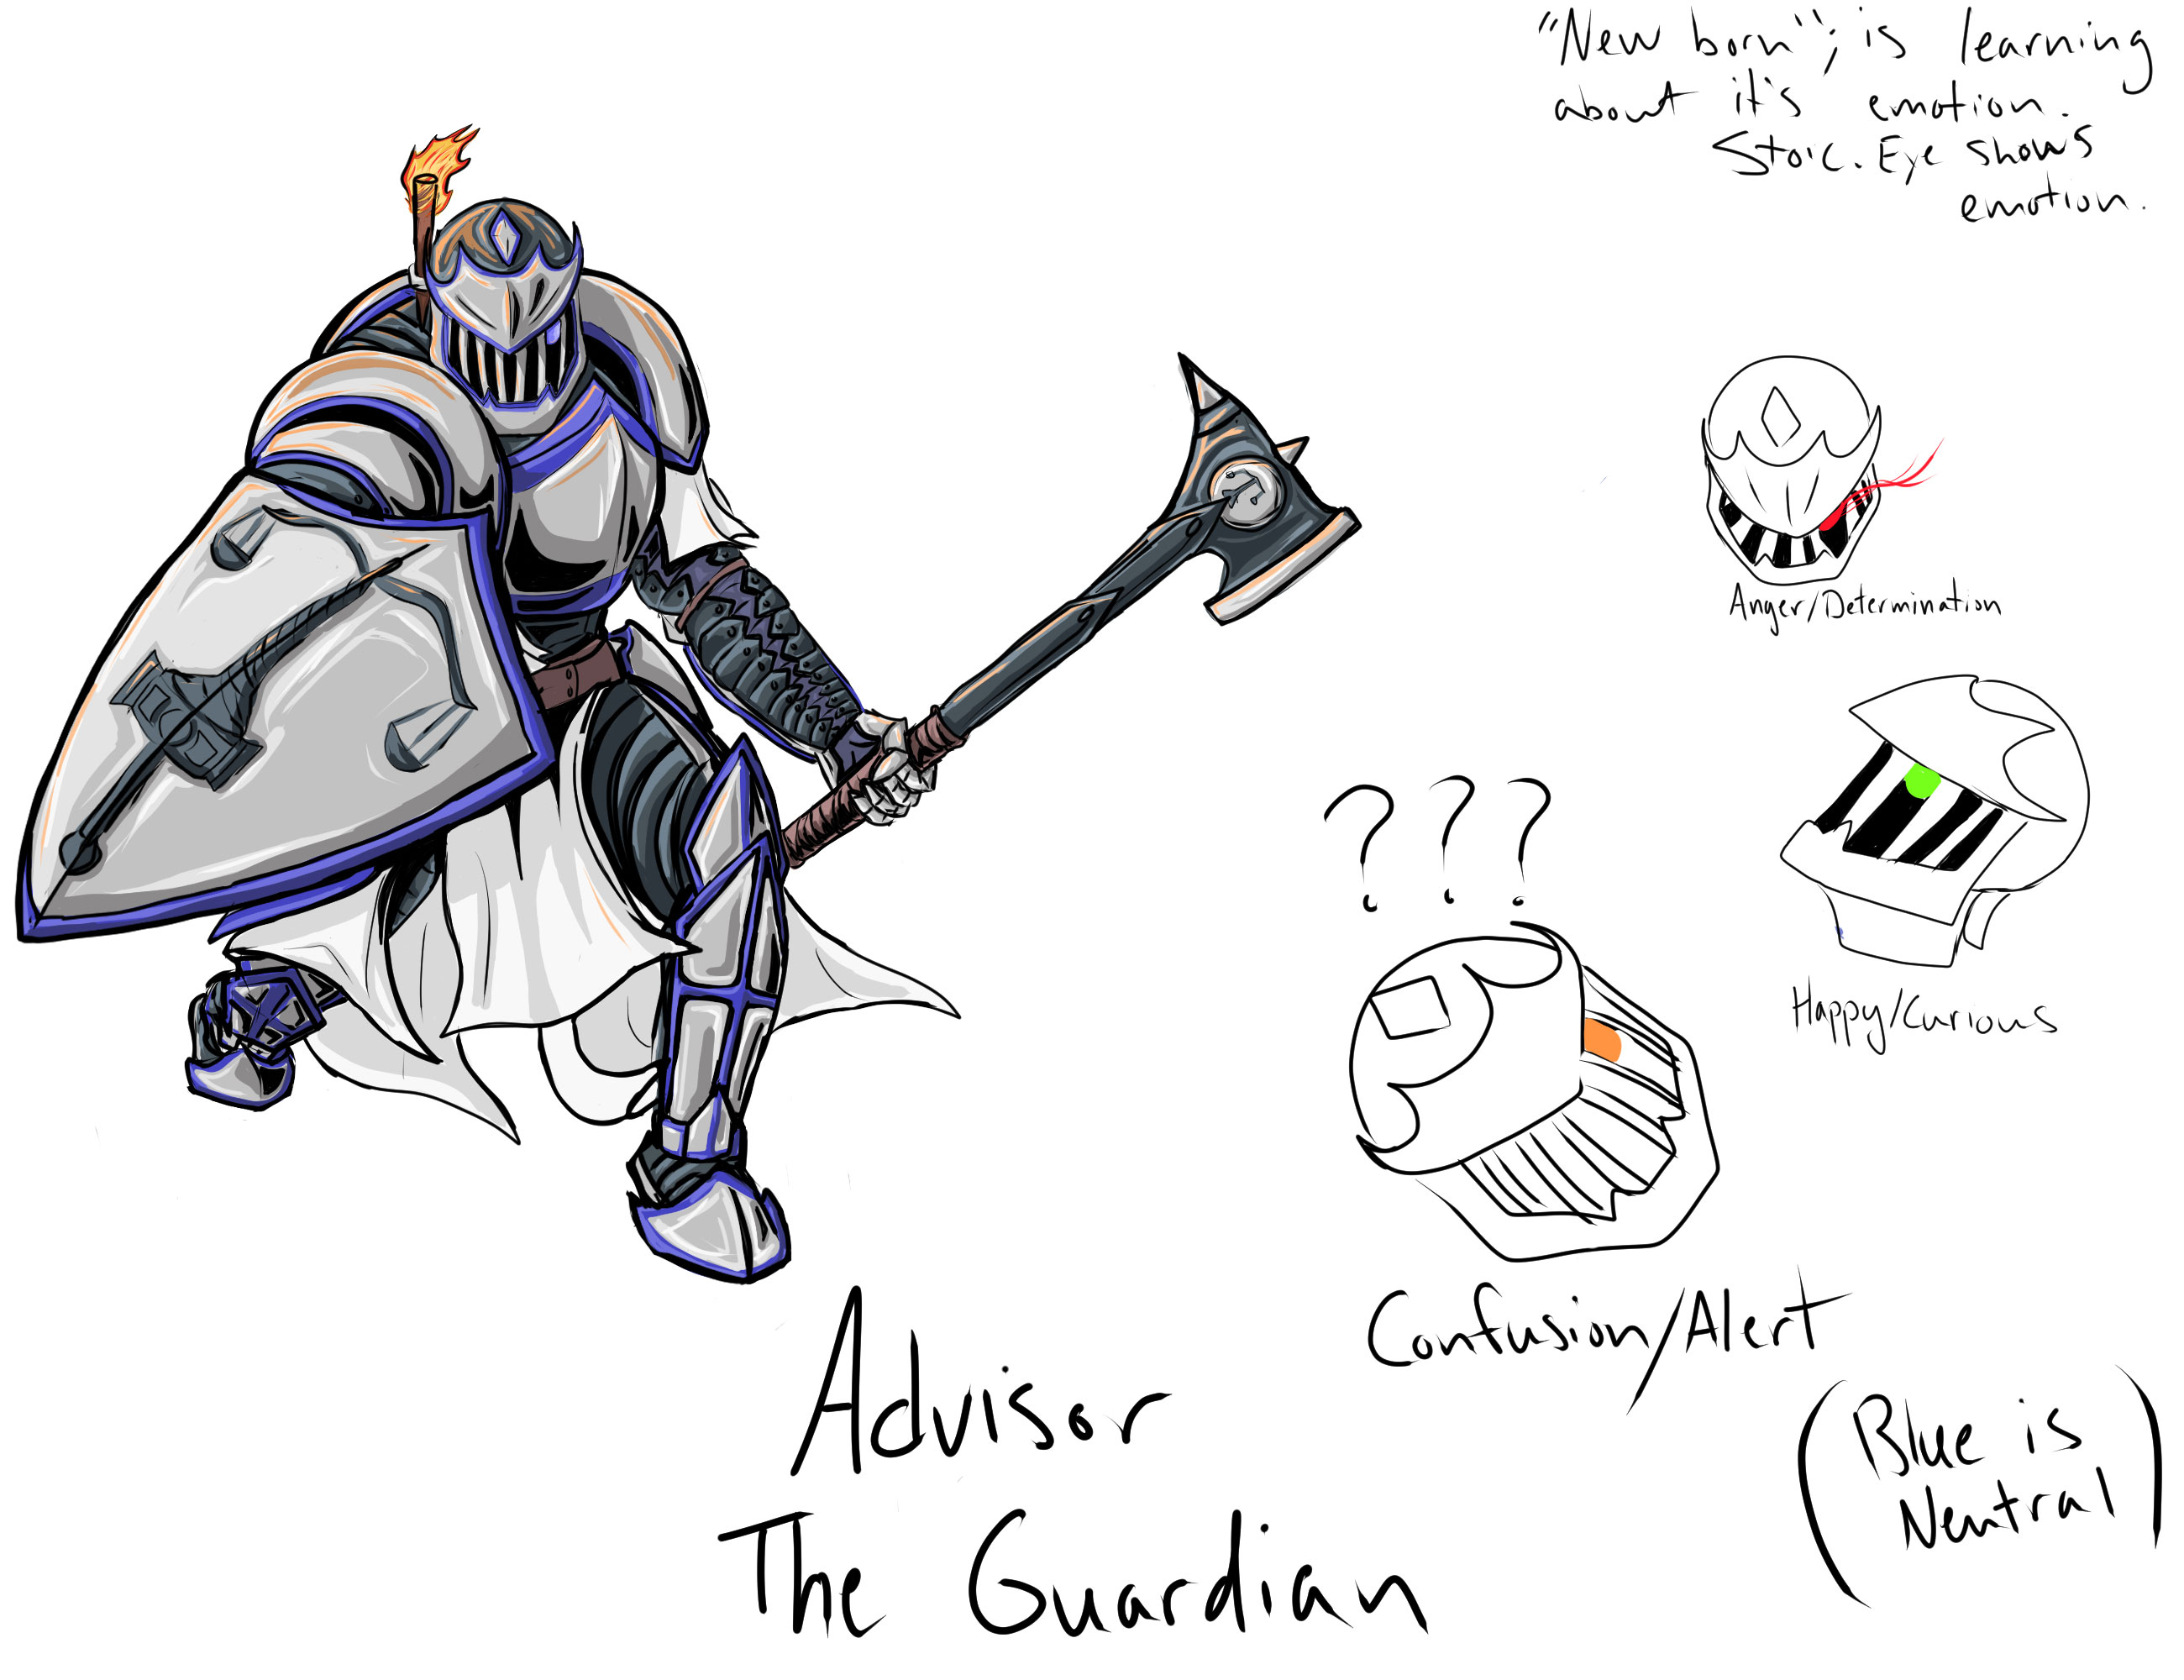 "New born"; is learning
about it's emotion.
Stoic. Eye shows
emotion.
Anger/Determination
Happy/Curious
???
Confusion/Alert
(Blue is
Neutral)
Advisor
The Guardian